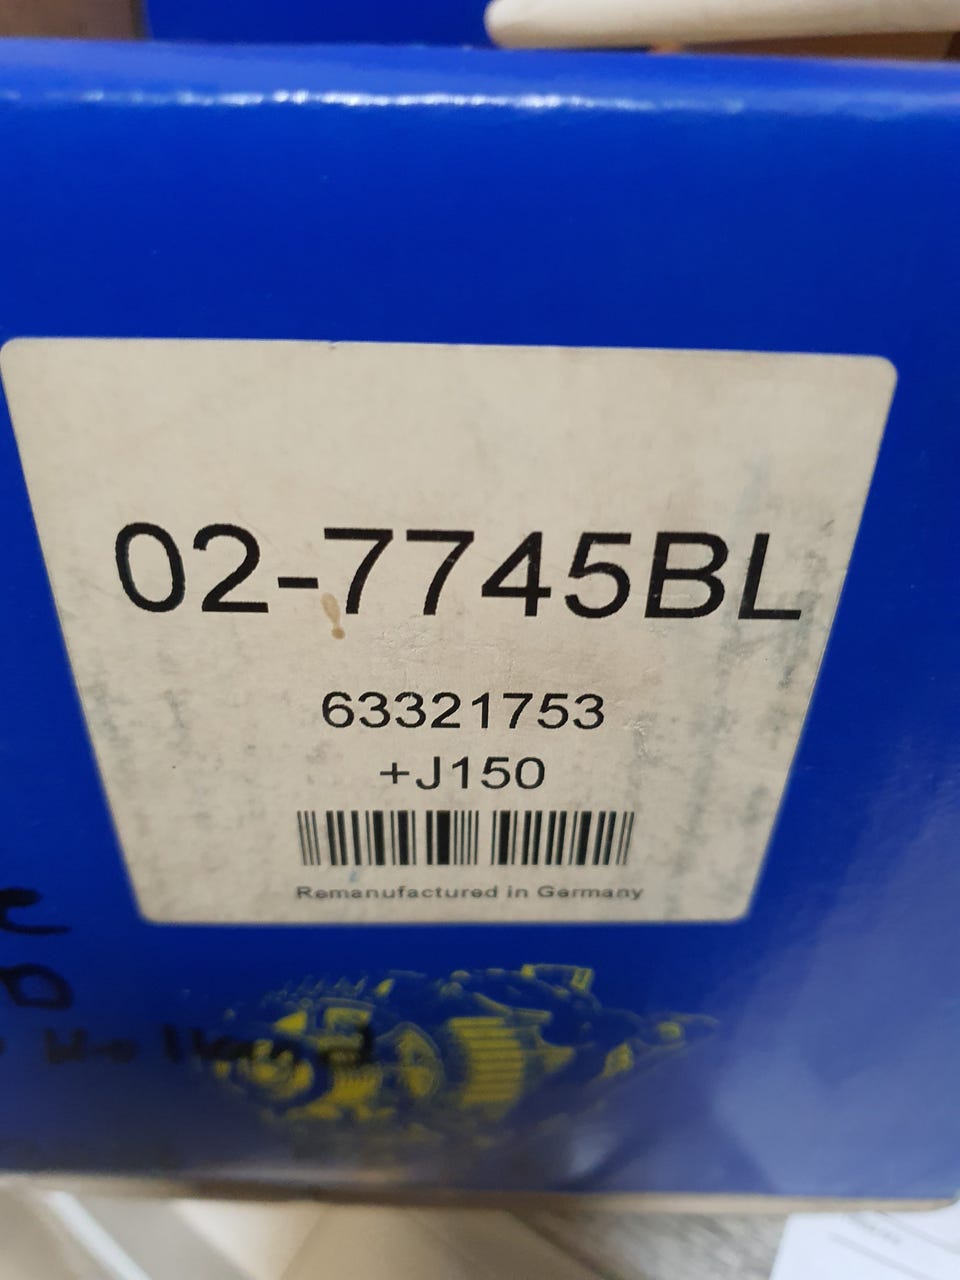 02-7745BL
63321753
+J150
Remanufactured in Germany